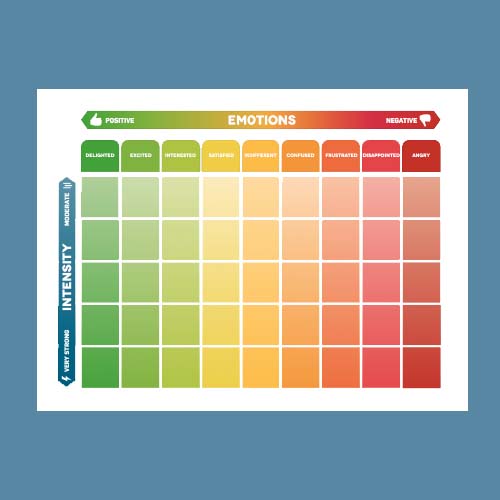 EMOTIONS
POSITIVE
NEGATIVE
DELIGHTED
EXCITED
INTERESTED
SATISFIED
INDIFFERENT
CONFUSED
FRUSTRATED
DISAPPOINTED
ANGRY
MODERATE
INTENSITY
VERY STRONG